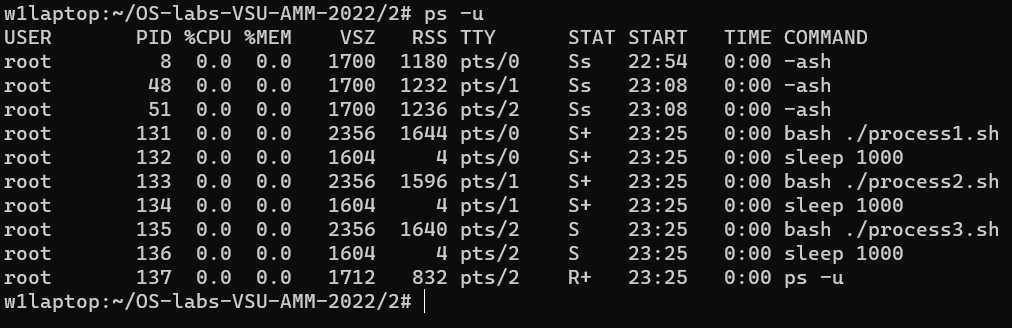 w1laptop:~/OS-labs-VSU-AMM-2022/2# ps -u
USER       PID %CPU %MEM    VSZ   RSS TTY      STAT START   TIME COMMAND
root         8  0.0  0.0   1700  1180 pts/0    Ss   22:54   0:00 -ash
root        48  0.0  0.0   1700  1232 pts/1    Ss   23:08   0:00 -ash
root        51  0.0  0.0   1700  1236 pts/2    Ss   23:08   0:00 -ash
root       131  0.0  0.0   2356  1644 pts/0    S+   23:25   0:00 bash ./process1.sh
root       132  0.0  0.0   1604     4 pts/0    S+   23:25   0:00 sleep 1000
root       133  0.0  0.0   2356  1596 pts/1    S+   23:25   0:00 bash ./process2.sh
root       134  0.0  0.0   1604     4 pts/1    S+   23:25   0:00 sleep 1000
root       135  0.0  0.0   2356  1640 pts/2    S    23:25   0:00 bash ./process3.sh
root       136  0.0  0.0   1604     4 pts/2    S    23:25   0:00 sleep 1000
root       137  0.0  0.0   1712   832 pts/2    R+   23:25   0:00 ps -u
w1laptop:~/OS-labs-VSU-AMM-2022/2#